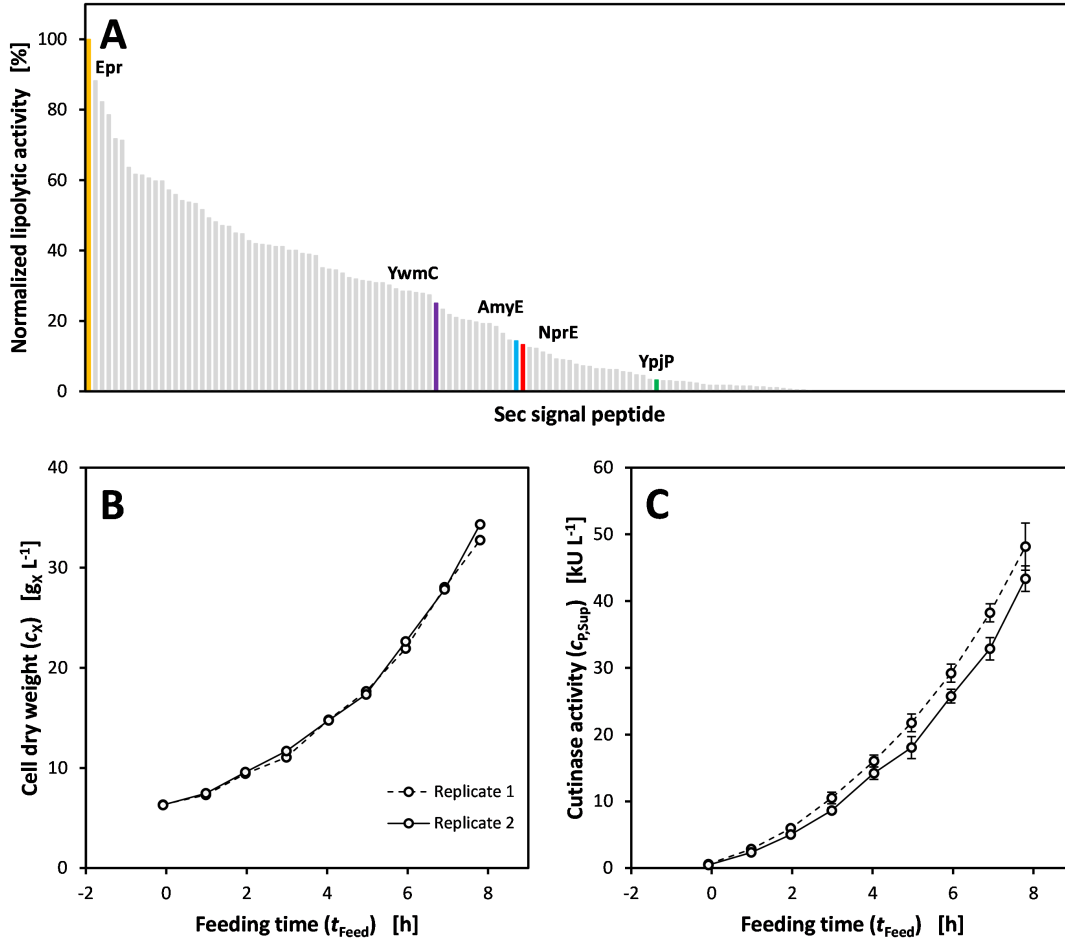 A
Normalized lipolytic activity [%]
100
80
60
40
20
0
Epr
YwmC
AmyE
NprE
YpjP
Sec signal peptide
B
Cell dry weight (cX) [gX L-1]
40
30
20
10
0
-2 0 2 4 6 8
Feeding time (tFeed) [h]
Replicate 1
Replicate 2
C
Cutinase activity (cP,Sup) [kU L-1]
60
50
40
30
20
10
0
-2 0 2 4 6 8
Feeding time (tFeed) [h]